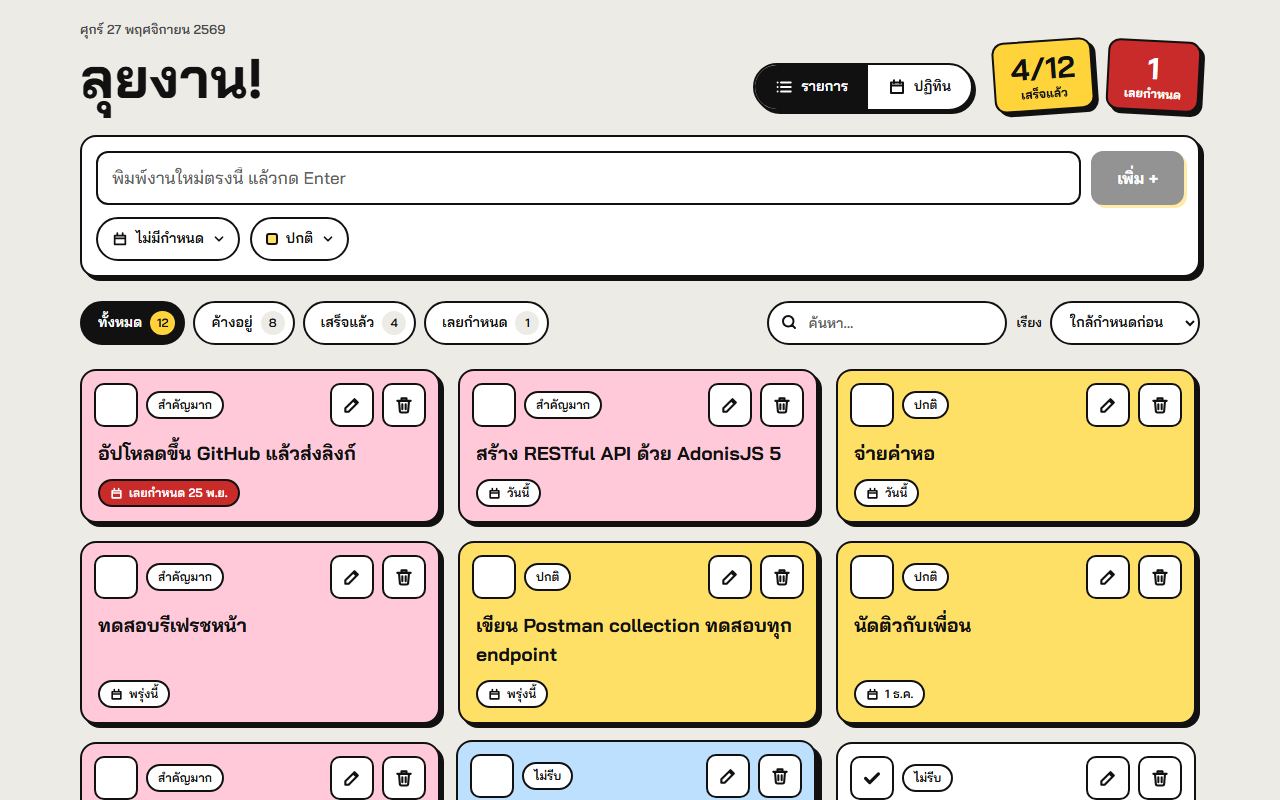 ศุกร์ 27 พฤศจิกายน 2569
ลุยงาน!
รายการ
ปฏิทิน
4/12
เสร็จแล้ว
1
เลยกำหนด
พิมพ์งานใหม่ตรงนี้ แล้วกด Enter
เพิ่ม +
ไม่มีกำหนด
ปกติ
ทั้งหมด 12
ค้างอยู่ 8
เสร็จแล้ว 4
เลยกำหนด 1
ค้นหา...
เรียง
ใกล้กำหนดก่อน
สำคัญมาก
อัปโหลดขึ้น GitHub แล้วส่งลิงก์
เลยกำหนด 25 พ.ย.
สำคัญมาก
สร้าง RESTful API ด้วย AdonisJS 5
วันนี้
ปกติ
จ่ายค่าหอ
วันนี้
สำคัญมาก
ทดสอบรีเฟรชหน้า
พรุ่งนี้
ปกติ
เขียน Postman collection ทดสอบทุก
endpoint
พรุ่งนี้
ปกติ
นัดติวกับเพื่อน
1 ธ.ค.
สำคัญมาก
ไม่รีบ
ไม่รีบ